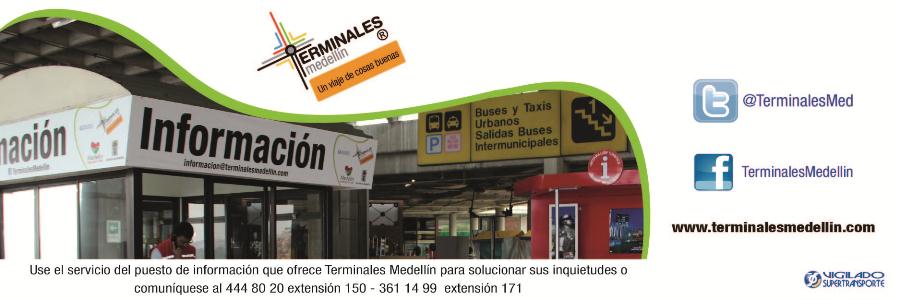 TERMINALES®
medellín
Un viaje de cosas buenas
mación
Información
informacion@terminalesmedellin.com
Buses y Taxis
Urbanos
Salidas Buses
Intermunicipales
P
i
@TerminalesMed
TerminalesMedellin
www.terminalesmedellin.com
Use el servicio del puesto de información que ofrece Terminales Medellín para solucionar sus inquietudes o
comuníquese al 444 80 20 extensión 150 - 361 14 99 extensión 171
VIGILADO
SUPERTRANSPORTE